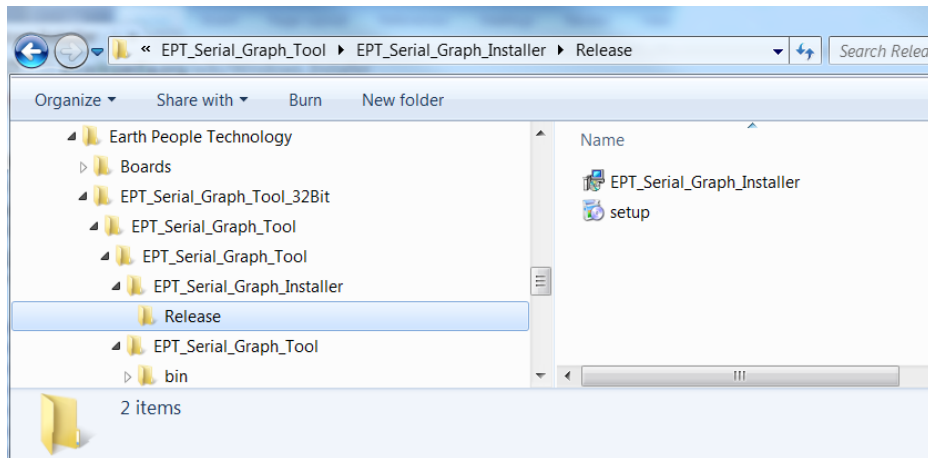 « EPT_Serial_Graph_Tool EPT_Serial_Graph_Installer Release Search Relea
Organize Share with Burn New folder
Earth People Technology
Boards
EPT_Serial_Graph_Tool_32Bit
EPT_Serial_Graph_Tool
EPT_Serial_Graph_Tool
EPT_Serial_Graph_Installer
Release
EPT_Serial_Graph_Tool
bin
Name
EPT_Serial_Graph_Installer
setup
2 items